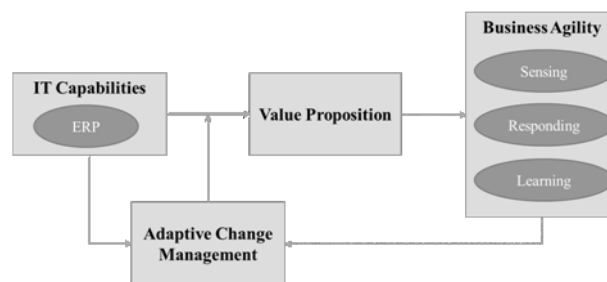 Business Agility
Sensing
Responding
Learning
IT Capabilities
ERP
Value Proposition
Adaptive Change
Management